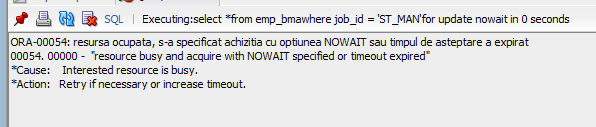 SQL | Executing:select *from emp_bmawhere job_id = 'ST_MAN'for update nowait in 0 seconds
ORA-00054: resursa ocupata, s-a specificat achizitia cu optiunea NOWAIT sau timpul de asteptare a expirat
00054. 00000 -  "resource busy and acquire with NOWAIT specified or timeout expired"
*Cause:    Interested resource is busy.
*Action:   Retry if necessary or increase timeout.